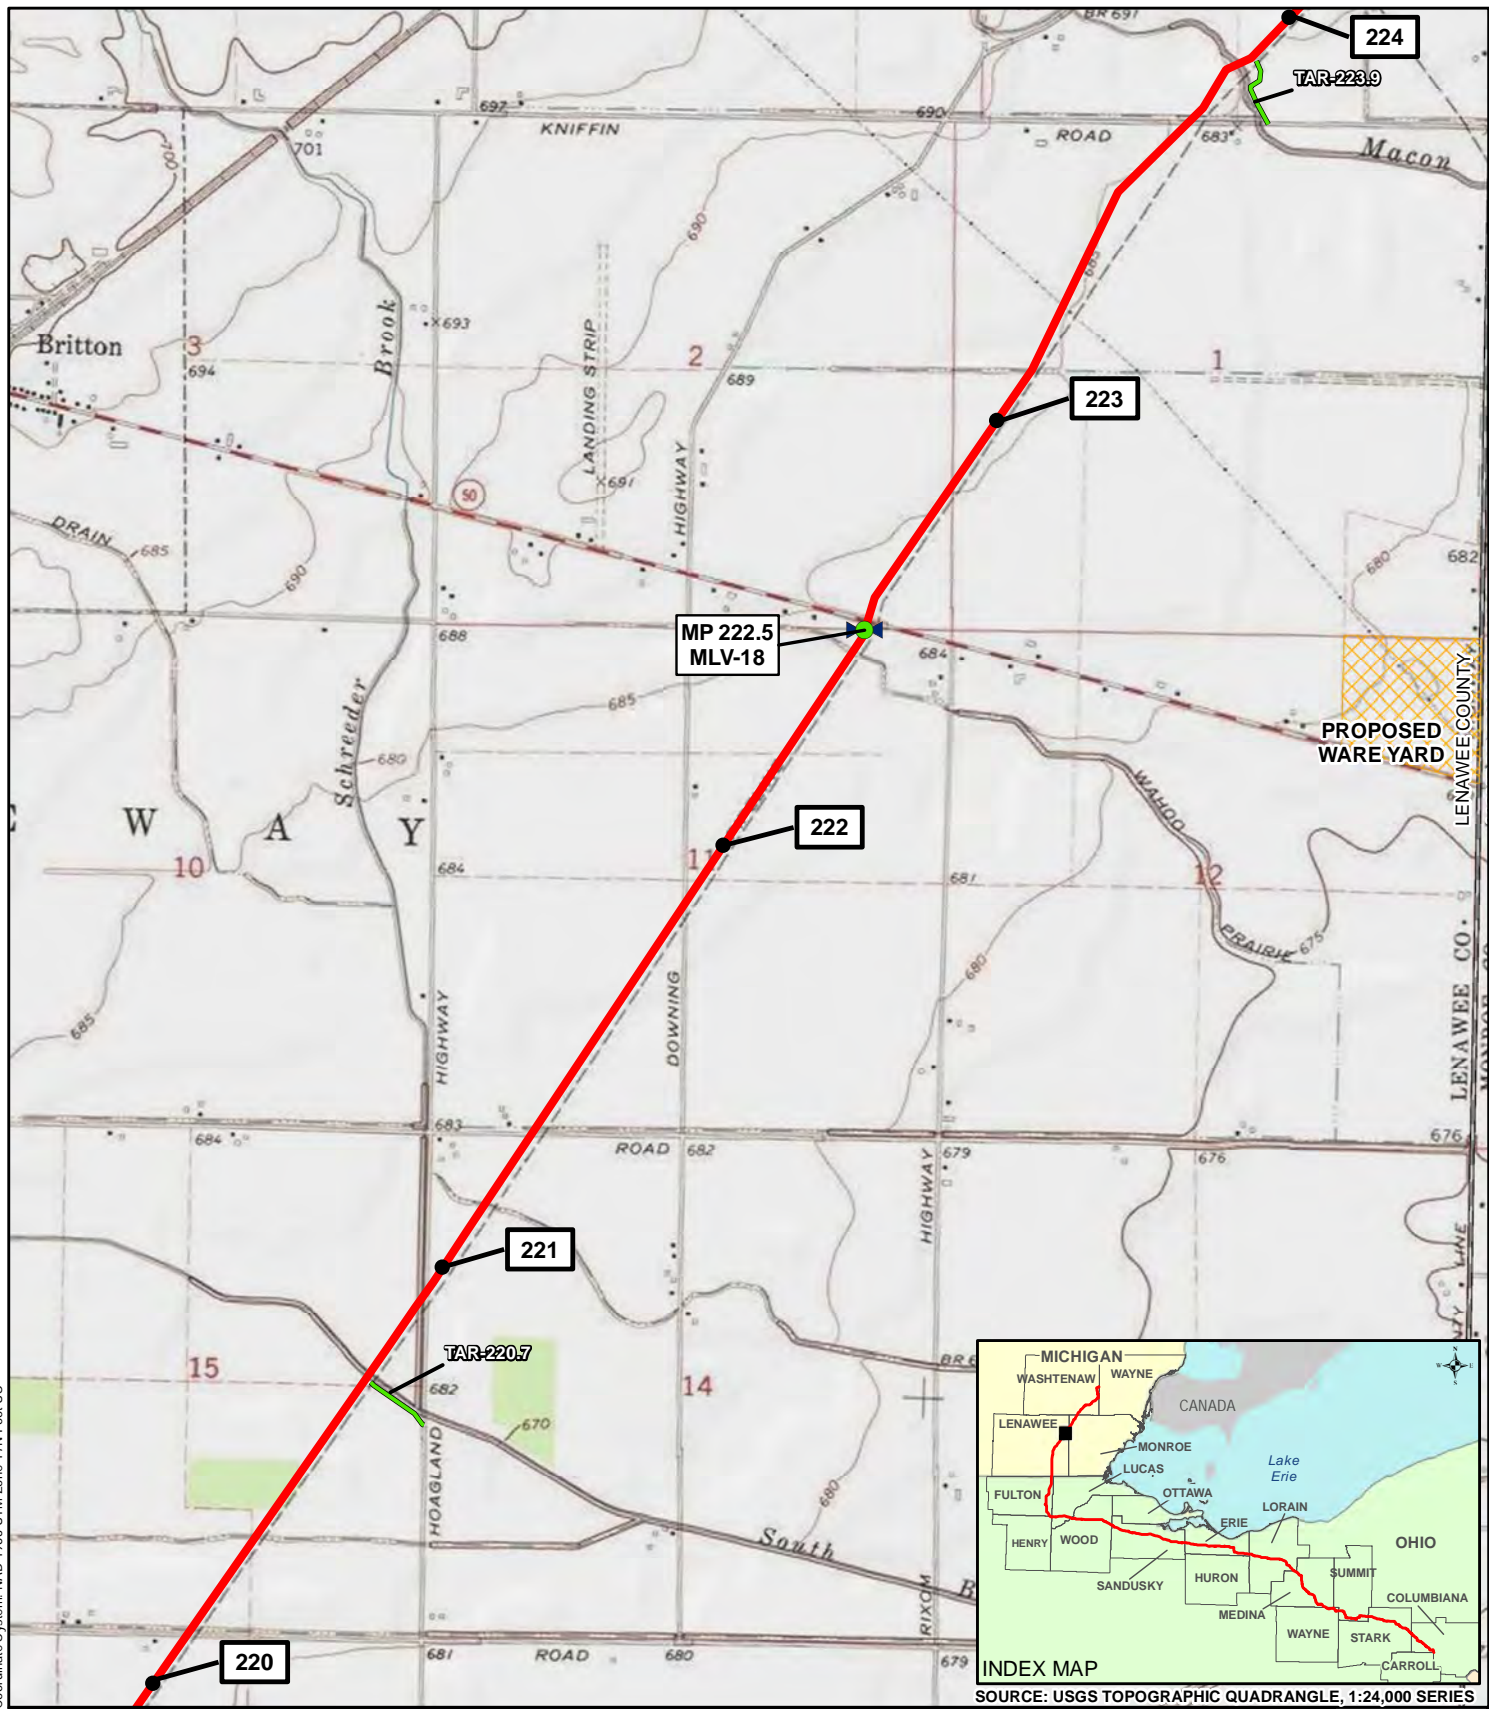 BR 691
224
TAR-223.9
697
690
KNIFFIN
ROAD
683
Macon
701
700
690
683
Brook
693
LANDING STRIP
Britton
3
694
2
689
1
223
HIGHWAY
691
50
DRAIN
685
690
680
682
688
MP 222.5
MLV-18
684
685
Schreeder
680
PROPOSED
WARE YARD
LENAWEE COUNTY
WAHOO
W A Y
222
10
684
11
681
12
PRAIRIE
675
680
685
HIGHWAY
DOWNING
LENAWEE CO.
MONROE CO
684
683
ROAD
682
679
676
676
HIGHWAY
221
LINE
TAR-220.7
15
682
14
BR 6
670
680
HOAGLAND
South
B
RIXOM
220
681
ROAD
680
679
MICHIGAN
WASHTENAW
WAYNE
N
W
E
S
CANADA
LENAWEE
MONROE
LUCAS
Lake
Erie
FULTON
OTTAWA
LORAIN
ERIE
HENRY
WOOD
OHIO
SANDUSKY
HURON
SUMMIT
MEDINA
COLUMBIANA
WAYNE
STARK
CARROLL
INDEX MAP
SOURCE: USGS TOPOGRAPHIC QUADRANGLE, 1:24,000 SERIES